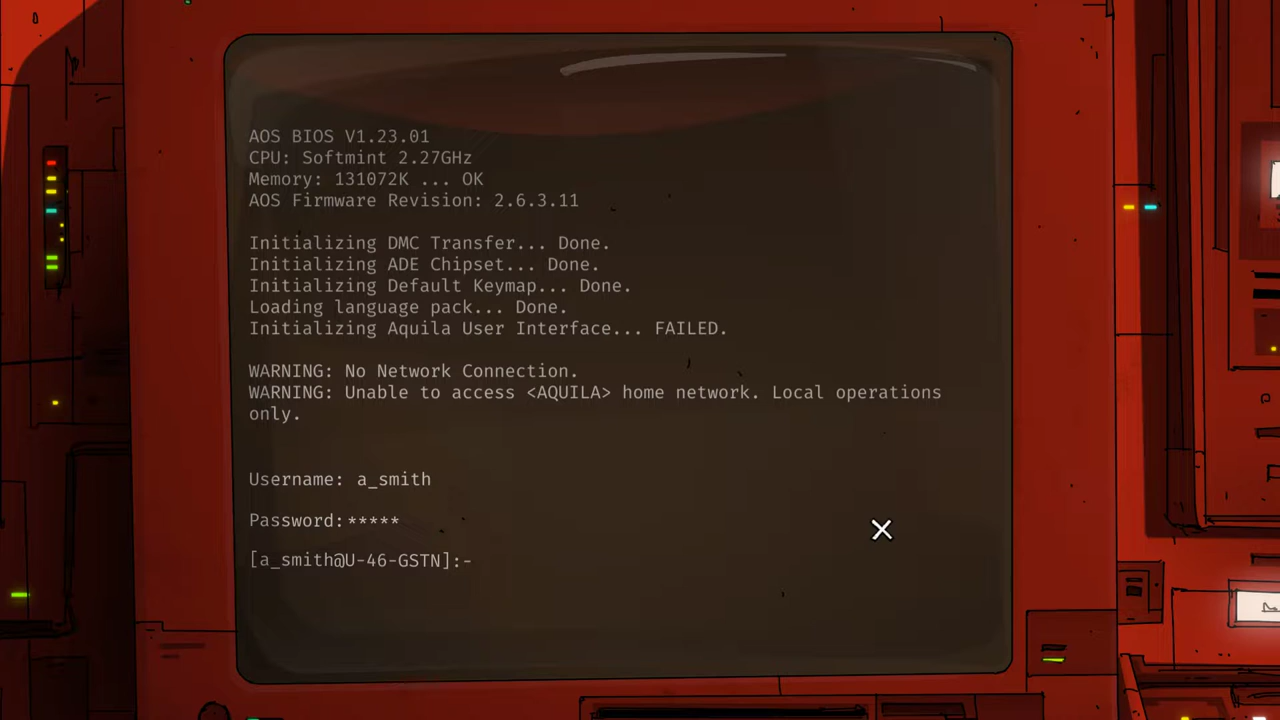 AOS BIOS V1.23.01
CPU: Softmint 2.27GHz
Memory: 131072K ... OK
AOS Firmware Revision: 2.6.3.11
Initializing DMC Transfer... Done.
Initializing ADE Chipset... Done.
Initializing Default Keymap... Done.
Loading language pack... Done.
Initializing Aquila User Interface... FAILED.
WARNING: No Network Connection.
WARNING: Unable to access <AQUILA> home network. Local operations
only.
Username: a_smith
Password:*****
[a_smith@U-46-GSTN]:-